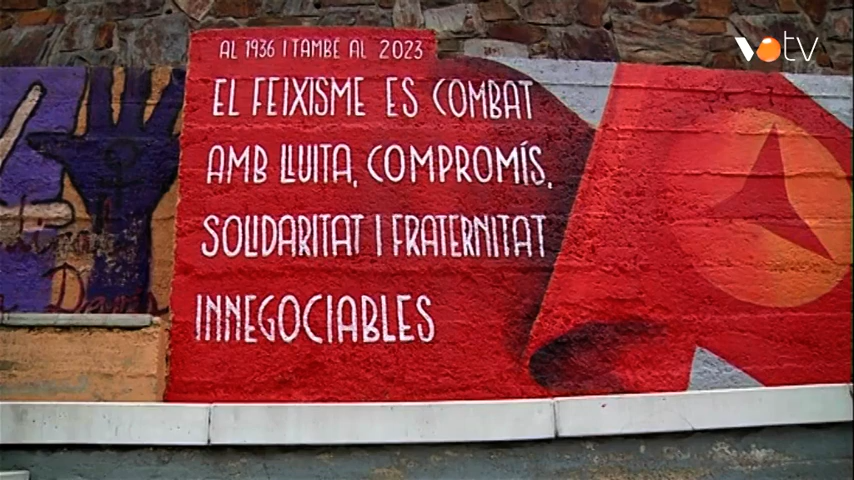 votv
AL 1936 I TAMBÉ AL 2023
EL FEIXISME ES COMBAT
AMB LLUITA, COMPROMÍS,
SOLIDARITAT I FRATERNITAT
INNEGOCIABLES